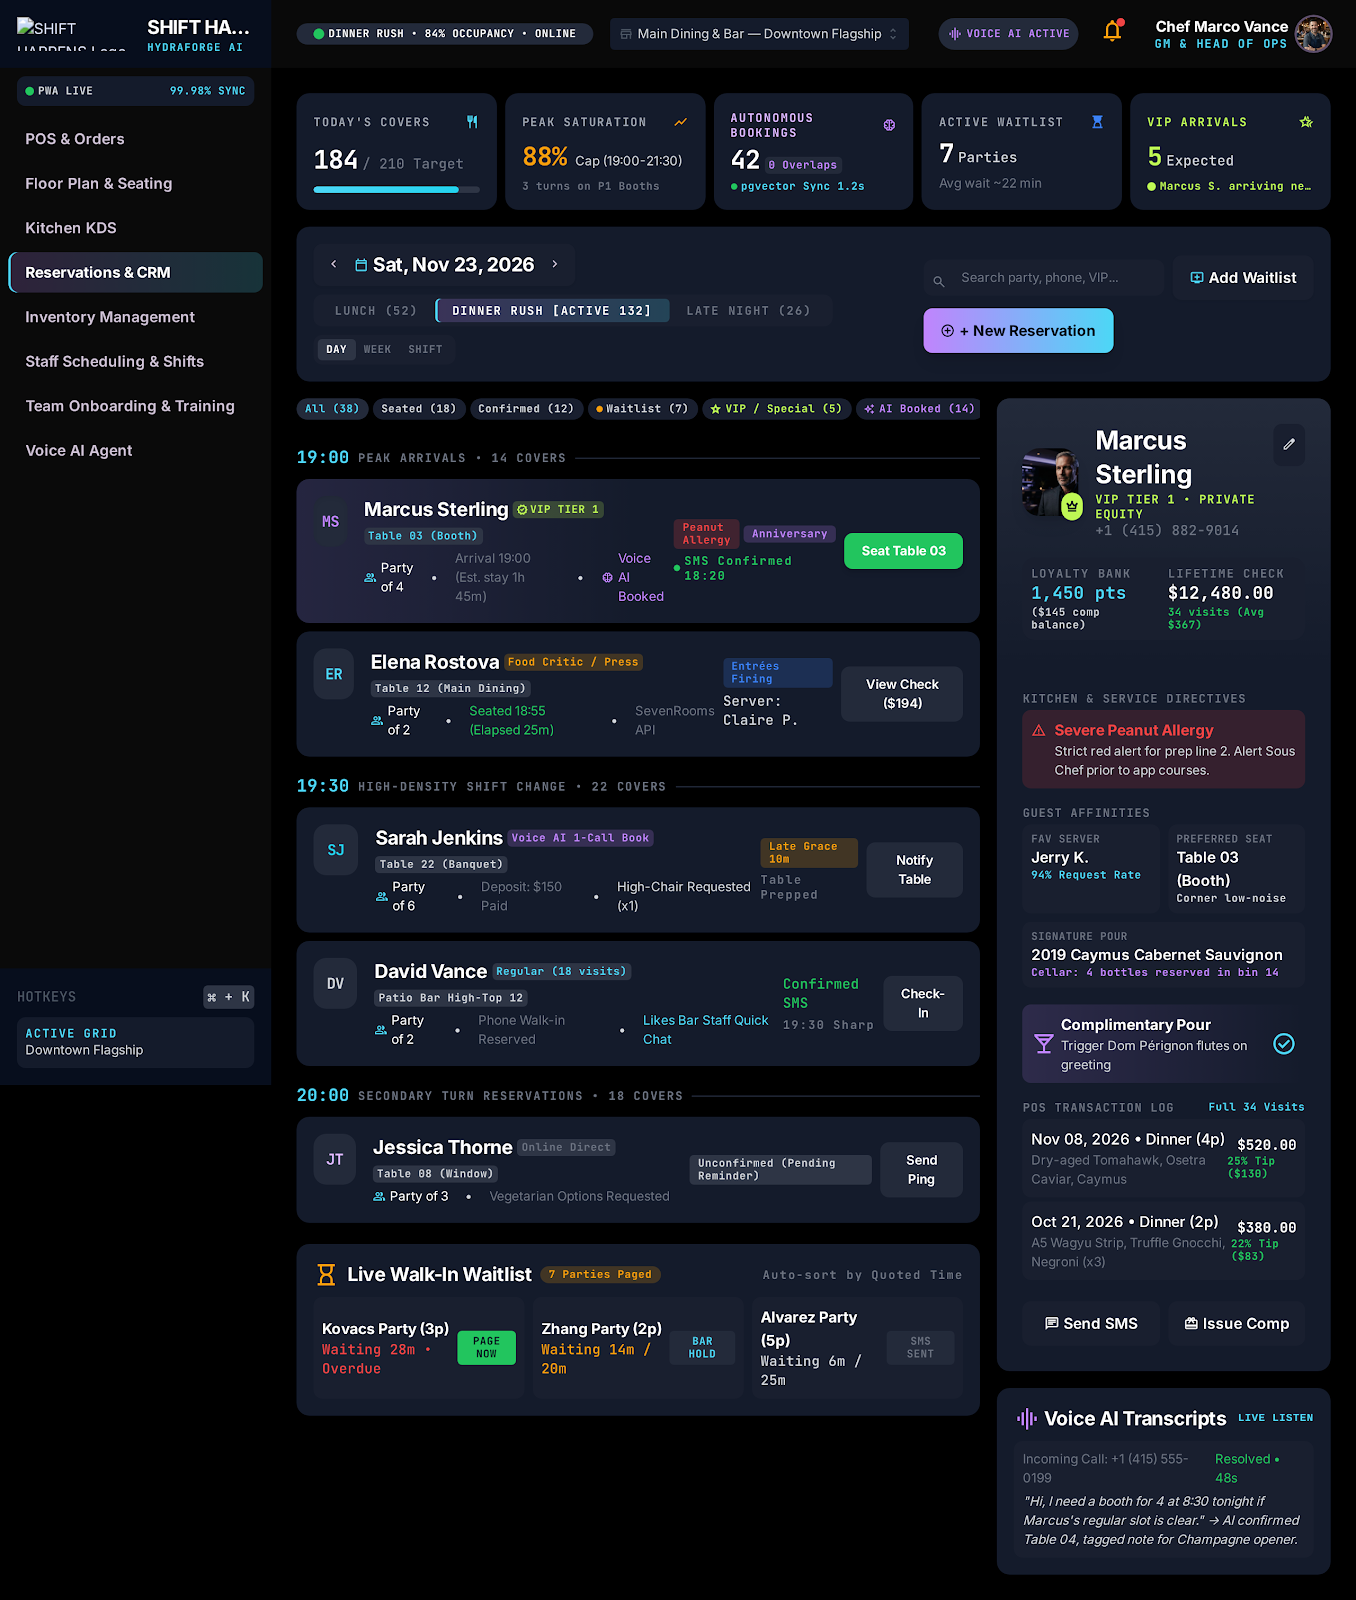 SHIFT
HAPPENS Logo
SHIFT HA...
HYDRAFORGE AI
DINNER RUSH • 84% OCCUPANCY • ONLINE
Main Dining & Bar — Downtown Flagship
VOICE AI ACTIVE
Chef Marco Vance
GM & HEAD OF OPS
PWA LIVE
99.98% SYNC
POS & Orders
Floor Plan & Seating
Kitchen KDS
Reservations & CRM
Inventory Management
Staff Scheduling & Shifts
Team Onboarding & Training
Voice AI Agent
HOTKEYS
⌘ + K
ACTIVE GRID
Downtown Flagship
TODAY'S COVERS
184 / 210 Target
PEAK SATURATION
88% Cap (19:00-21:30)
3 turns on P1 Booths
AUTONOMOUS
BOOKINGS
42 0 Overlaps
pgvector Sync 1.2s
ACTIVE WAITLIST
7 Parties
Avg wait ~22 min
VIP ARRIVALS
5 Expected
Marcus S. arriving ne…
Sat, Nov 23, 2026
LUNCH (52)
DINNER RUSH [ACTIVE 132]
LATE NIGHT (26)
DAY
WEEK
SHIFT
Search party, phone, VIP...
Add Waitlist
+ New Reservation
All (38)
Seated (18)
Confirmed (12)
Waitlist (7)
VIP / Special (5)
AI Booked (14)
19:00 PEAK ARRIVALS • 14 COVERS
MS
Marcus Sterling
VIP TIER 1
Table 03 (Booth)
Party
of 4
•
Arrival 19:00
(Est. stay 1h
45m)
•
Voice
AI
Booked
Peanut
Allergy
Anniversary
SMS Confirmed
18:20
Seat Table 03
ER
Elena Rostova
Food Critic / Press
Table 12 (Main Dining)
Party
of 2
•
Seated 18:55
(Elapsed 25m)
•
SevenRooms
API
Entrées
Firing
Server:
Claire P.
View Check
($194)
19:30 HIGH-DENSITY SHIFT CHANGE • 22 COVERS
SJ
Sarah Jenkins
Voice AI 1-Call Book
Table 22 (Banquet)
Party
of 6
•
Deposit: $150
Paid
•
High-Chair Requested
(x1)
Late Grace
10m
Table
Prepped
Notify
Table
DV
David Vance
Regular (18 visits)
Patio Bar High-Top 12
Party
of 2
•
Phone Walk-in
Reserved
•
Likes Bar Staff Quick
Chat
Confirmed
SMS
19:30 Sharp
Check-
In
20:00 SECONDARY TURN RESERVATIONS • 18 COVERS
JT
Jessica Thorne
Online Direct
Table 08 (Window)
Party of 3
•
Vegetarian Options Requested
Unconfirmed (Pending
Reminder)
Send
Ping
Live Walk-In Waitlist
7 Parties Paged
Auto-sort by Quoted Time
Kovacs Party (3p)
Waiting 28m •
Overdue
PAGE
NOW
Zhang Party (2p)
Waiting 14m /
20m
BAR
HOLD
Alvarez Party
(5p)
Waiting 6m /
25m
SMS
SENT
Marcus
Sterling
VIP TIER 1 • PRIVATE
EQUITY
+1 (415) 882-9014
LOYALTY BANK
1,450 pts
($145 comp
balance)
LIFETIME CHECK
$12,480.00
34 visits (Avg
$367)
KITCHEN & SERVICE DIRECTIVES
Severe Peanut Allergy
Strict red alert for prep line 2. Alert Sous
Chef prior to app courses.
GUEST AFFINITIES
FAV SERVER
Jerry K.
94% Request Rate
PREFERRED SEAT
Table 03
(Booth)
Corner low-noise
SIGNATURE POUR
2019 Caymus Cabernet Sauvignon
Cellar: 4 bottles reserved in bin 14
Complimentary Pour
Trigger Dom Pérignon flutes on
greeting
POS TRANSACTION LOG
Full 34 Visits
Nov 08, 2026 • Dinner (4p)
Dry-aged Tomahawk, Osetra
Caviar, Caymus
$520.00
25% Tip
($130)
Oct 21, 2026 • Dinner (2p)
A5 Wagyu Strip, Truffle Gnocchi,
Negroni (x3)
$380.00
22% Tip
($83)
Send SMS
Issue Comp
Voice AI Transcripts
LIVE LISTEN
Incoming Call: +1 (415) 555-
0199
Resolved •
48s
"Hi, I need a booth for 4 at 8:30 tonight if
Marcus's regular slot is clear." → AI confirmed
Table 04, tagged note for Champagne opener.